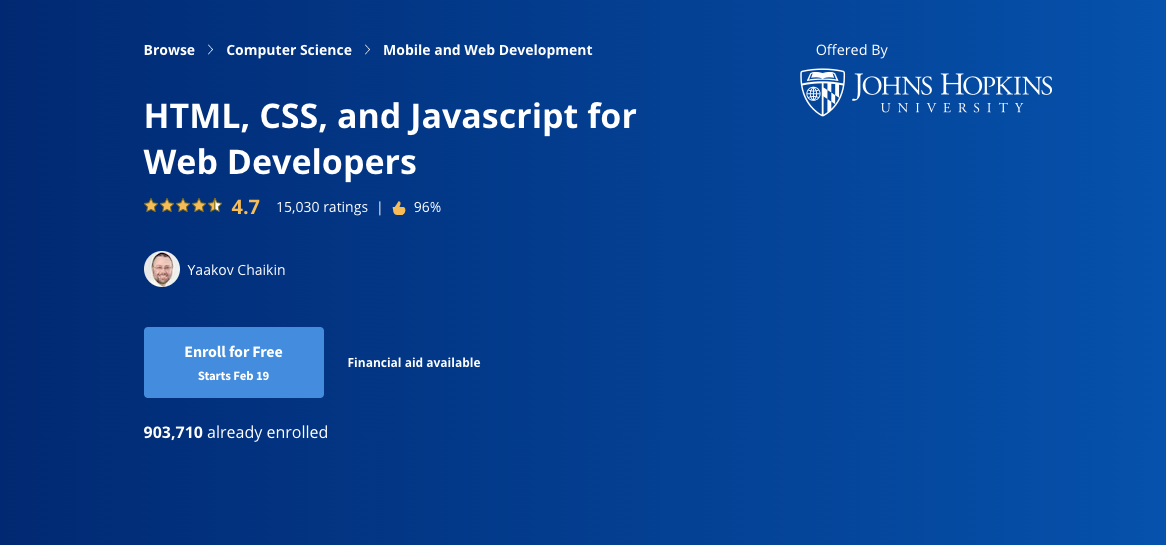 Browse > Computer Science > Mobile and Web Development
Offered By
JOHNS HOPKINS
UNIVERSITY
HTML, CSS, and Javascript for
Web Developers
4.7 15,030 ratings | 96%
Yaakov Chaikin
Enroll for Free
Starts Feb 19
Financial aid available
903,710 already enrolled